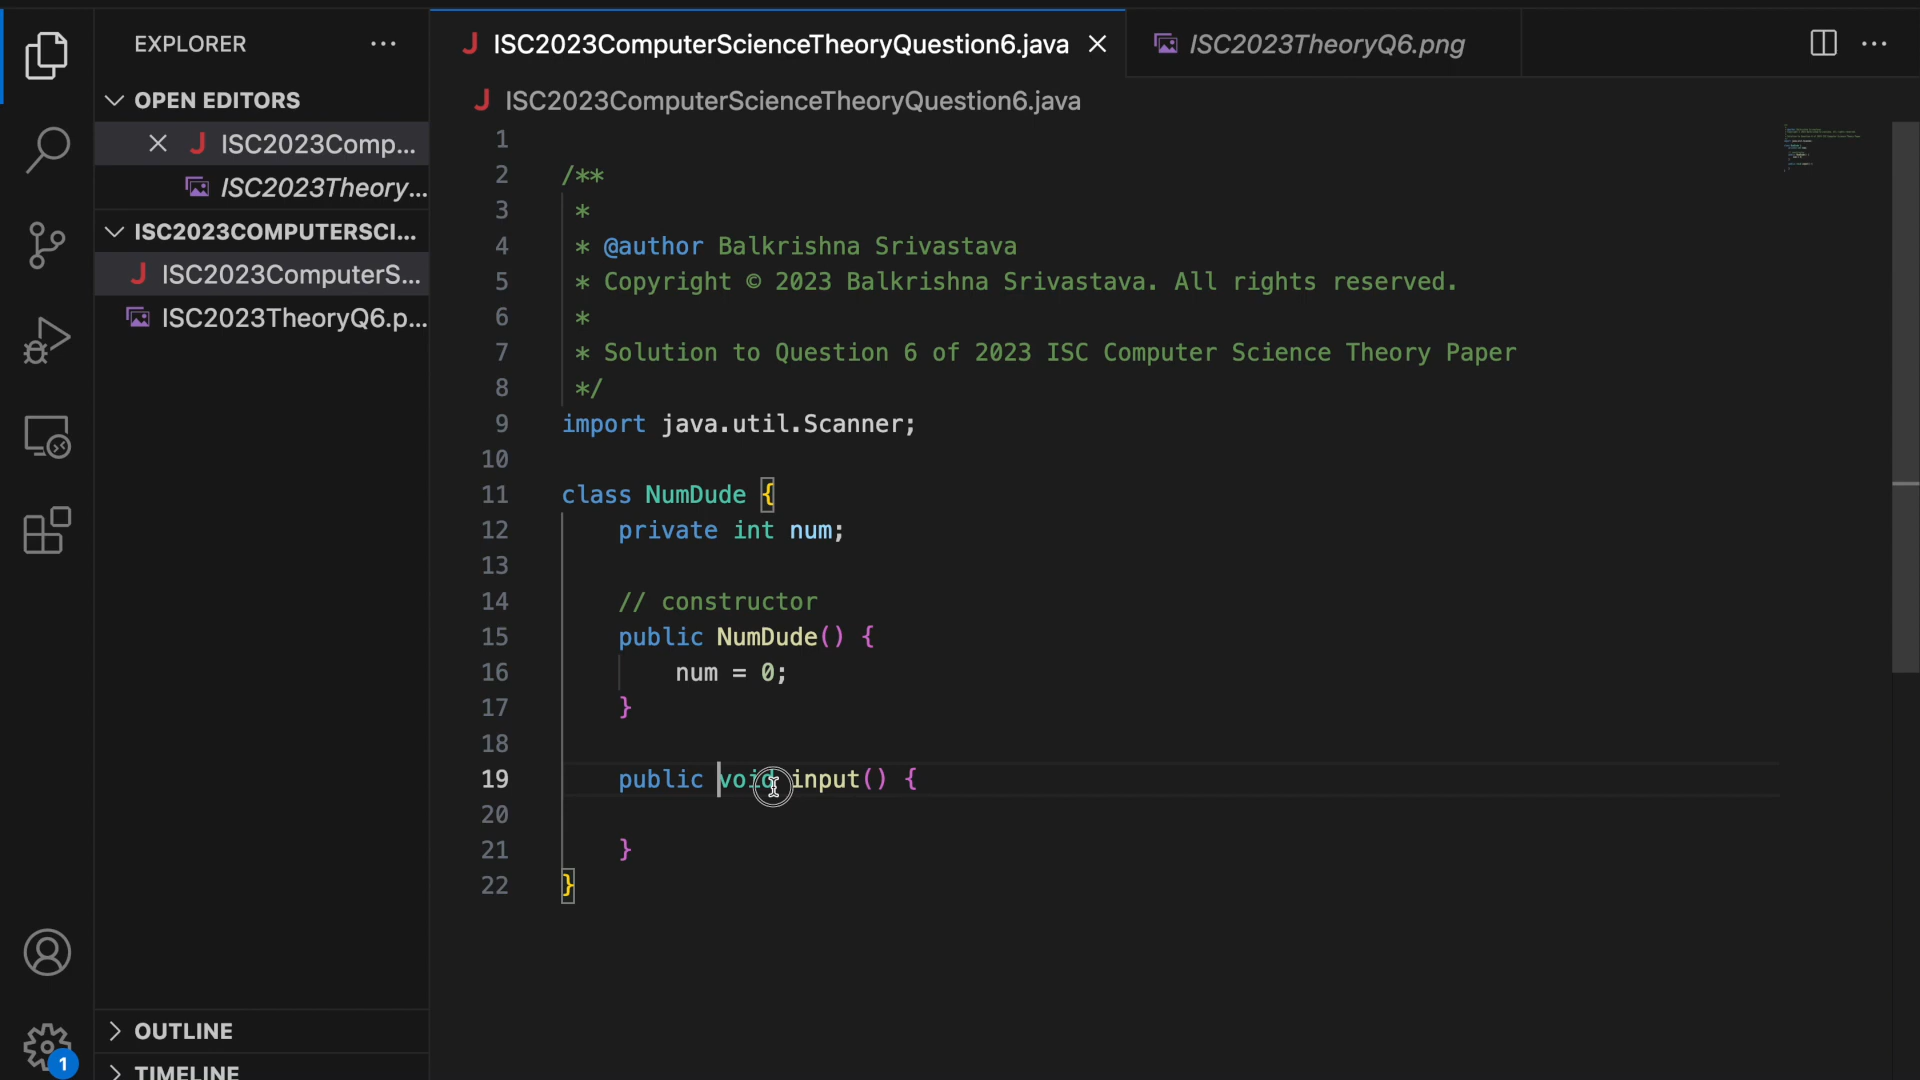 EXPLORER
OPEN EDITORS
ISC2023Comp...
ISC2023Theory...
ISC2023COMPUTERSCI...
ISC2023ComputerS...
ISC2023TheoryQ6.p...
OUTLINE
TIMELINE
1
ISC2023ComputerScienceTheoryQuestion6.java
ISC2023TheoryQ6.png
ISC2023ComputerScienceTheoryQuestion6.java
1
2 /**
3 *
4 * @author Balkrishna Srivastava
5 * Copyright © 2023 Balkrishna Srivastava. All rights reserved.
6 *
7 * Solution to Question 6 of 2023 ISC Computer Science Theory Paper
8 */
9 import java.util.Scanner;
10
11 class NumDude {
12 private int num;
13
14 // constructor
15 public NumDude() {
16 num = 0;
17 }
18
19 public void input() {
20
21 }
22 }